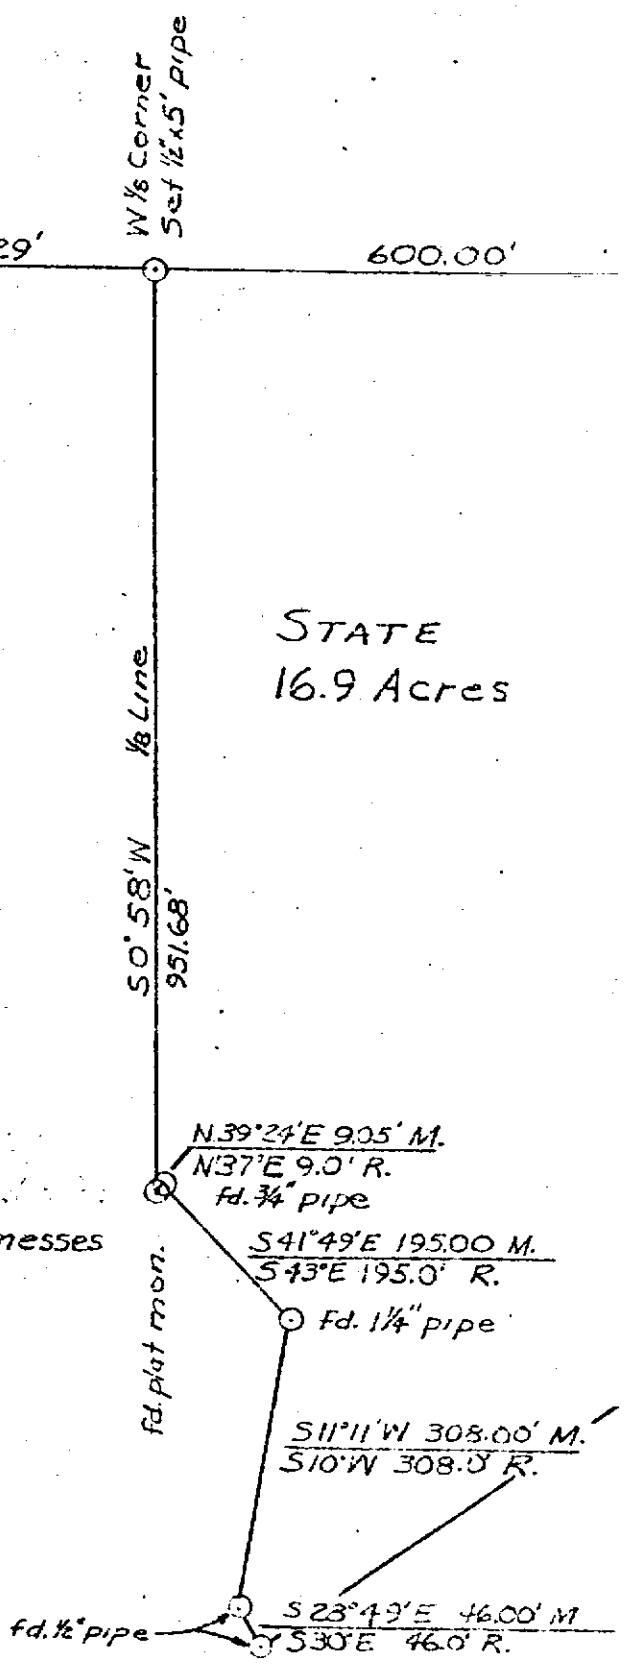 W 1/8 Corner
Set 1/2"x5' pipe
29'
600.00'
STATE
16.9 Acres
1/8 Line
S0°58'W
951.68'
N39°24'E 9.05' M.
N37°E 9.0' R.
fd. 3/4" pipe
nesses
S41°49'E 195.00 M.
S43°E 195.0' R.
fd. plat mon.
Fd. 1 1/4" pipe
S11°11'W 308.00' M.
S10°W 308.0' R.
S23°49'E 46.00' M
S30°E 46.0' R.
fd. 1/2" pipe